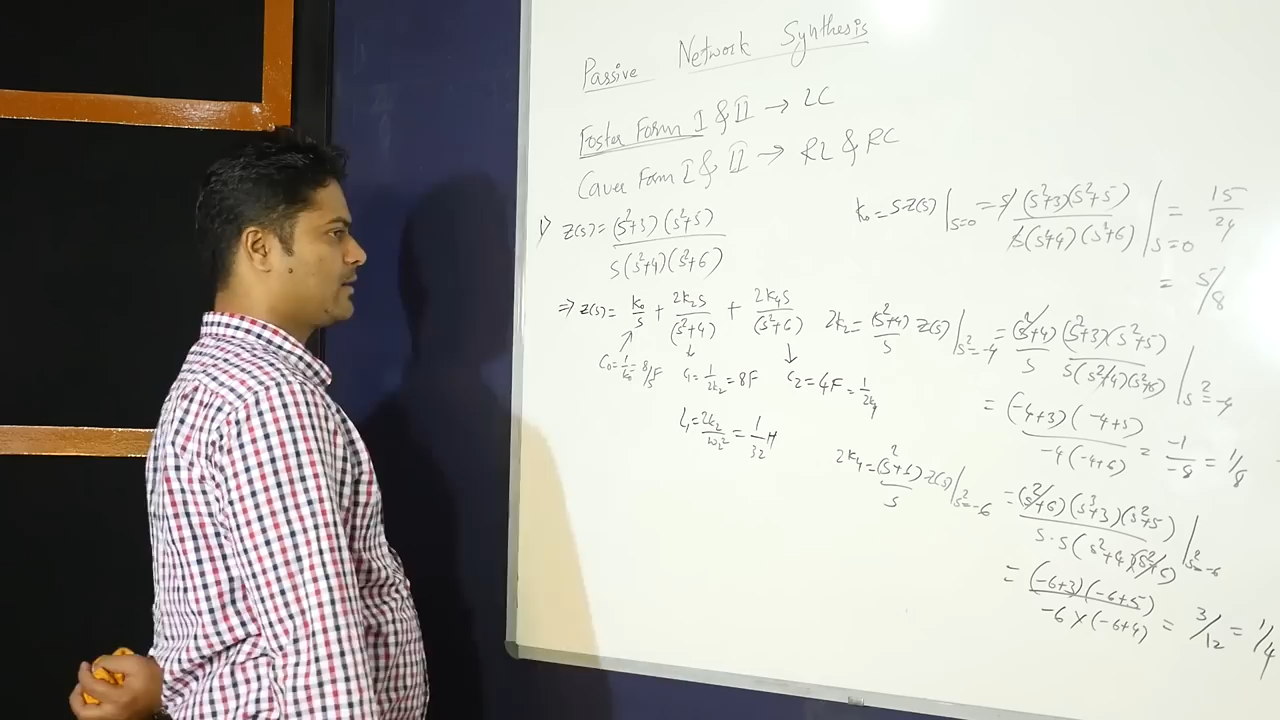 Passive Network Synthesis
Foster Form I & II → LC
Cauer Form I & II → RL & RC
1) Z(s) = (s²+3)(s²+5) / s(s²+4)(s²+6)
⇒ Z(s) = k₀/s + 2k₂s/(s²+4) + 2k₄s/(s²+6)
C₀ = 1/k₀ = 8/5F
C₁ = 1/2k₂ = 8F
C₂ = 4F = 1/2k₄
L₁ = 2k₂/ω₂² = 1/32 H
k₀ = s·Z(s)|s=0 = s (s²+3)(s²+5) / s(s²+4)(s²+6) |s=0 = 15/24
= 5/8
2k₂ = (s²+4)/s Z(s)|s²=-4 = (s²+4)/s (s²+3)(s²+5) / s(s²+4)(s²+6) |s²=-4
= (-4+3)(-4+5) / -4(-4+6) = -1/-8 = 1/8
2k₄ = (s²+1)/s · Z(s)|s²=-6 = (s²+6)(s²+3)(s²+5) / s·s(s²+4)(s²+6) |s²=-6
= (-6+3)(-6+5) / -6×(-6+4) = 3/12 = 1/4